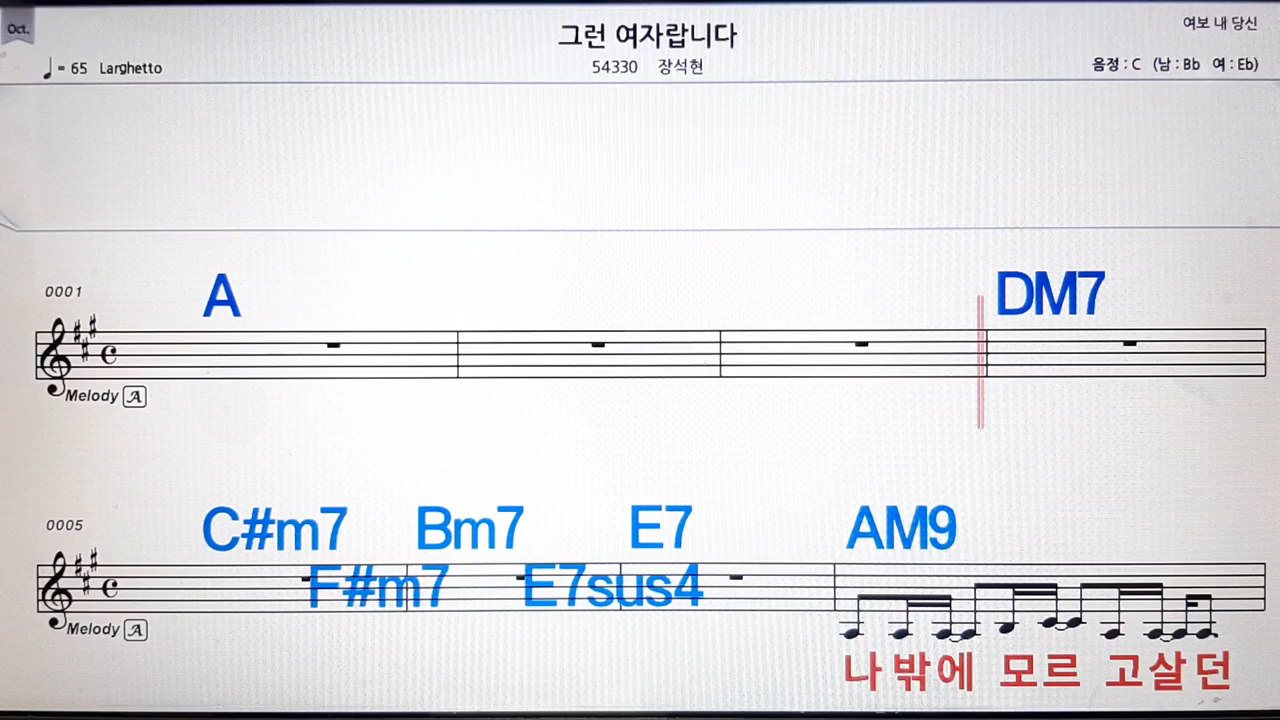 Oct.
그런 여자랍니다
여보 내 당신
= 65 Larghetto
54330 장석현
음정 : C (남 : Bb 여 : Eb)
0001
A DM7
Melody A
0005
C#m7 Bm7 E7 AM9
F#m7 E7sus4
Melody A
나 밖에 모르 고살던